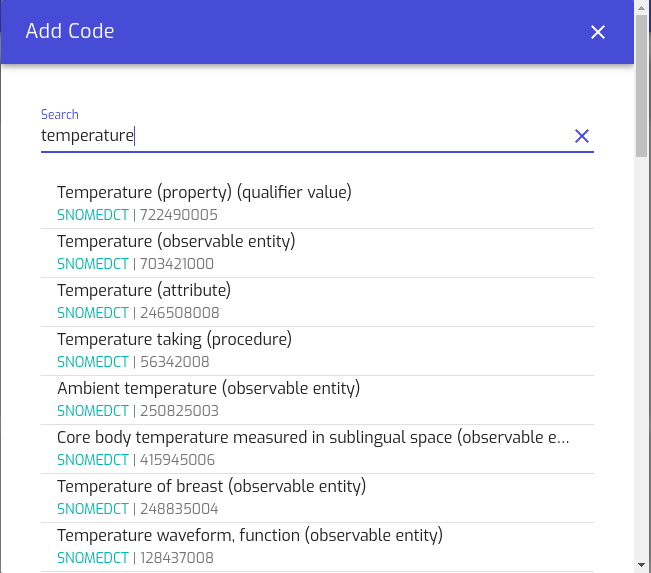 Add Code
Search
temperature
Temperature (property) (qualifier value)
SNOMEDCT | 722490005
Temperature (observable entity)
SNOMEDCT | 703421000
Temperature (attribute)
SNOMEDCT | 246508008
Temperature taking (procedure)
SNOMEDCT | 56342008
Ambient temperature (observable entity)
SNOMEDCT | 250825003
Core body temperature measured in sublingual space (observable e...
SNOMEDCT | 415945006
Temperature of breast (observable entity)
SNOMEDCT | 248835004
Temperature waveform, function (observable entity)
SNOMEDCT | 128437008